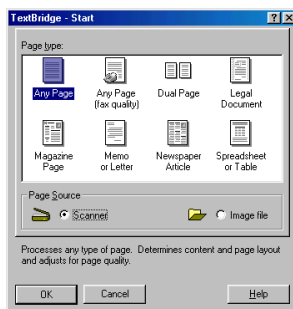 TextBridge - Start
Page type:
Any Page
Any Page
(fax quality)
Dual Page
Legal
Document
Magazine
Page
Memo
or Letter
Newspaper
Article
Spreadsheet
or Table
Page Source
Scanner
Image file
Processes any type of page. Determines content and page layout
and adjusts for page quality.
OK
Cancel
Help